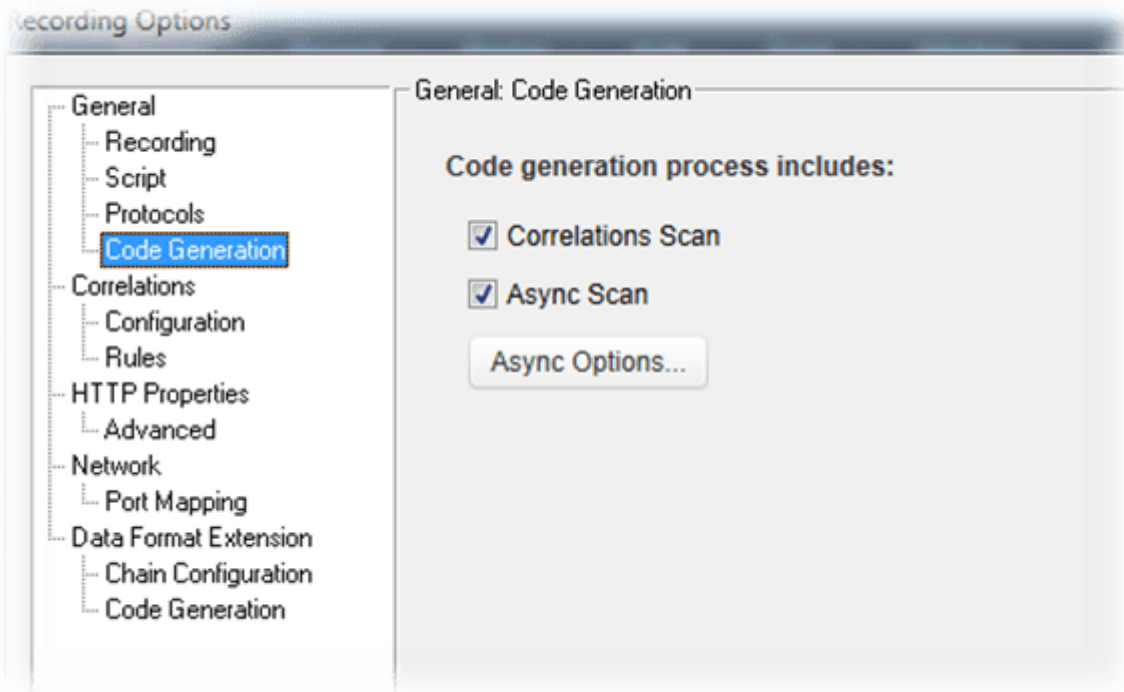 Recording Options
General
Recording
Script
Protocols
Code Generation
Correlations
Configuration
Rules
HTTP Properties
Advanced
Network
Port Mapping
Data Format Extension
Chain Configuration
Code Generation
General: Code Generation
Code generation process includes:
Correlations Scan
Async Scan
Async Options...